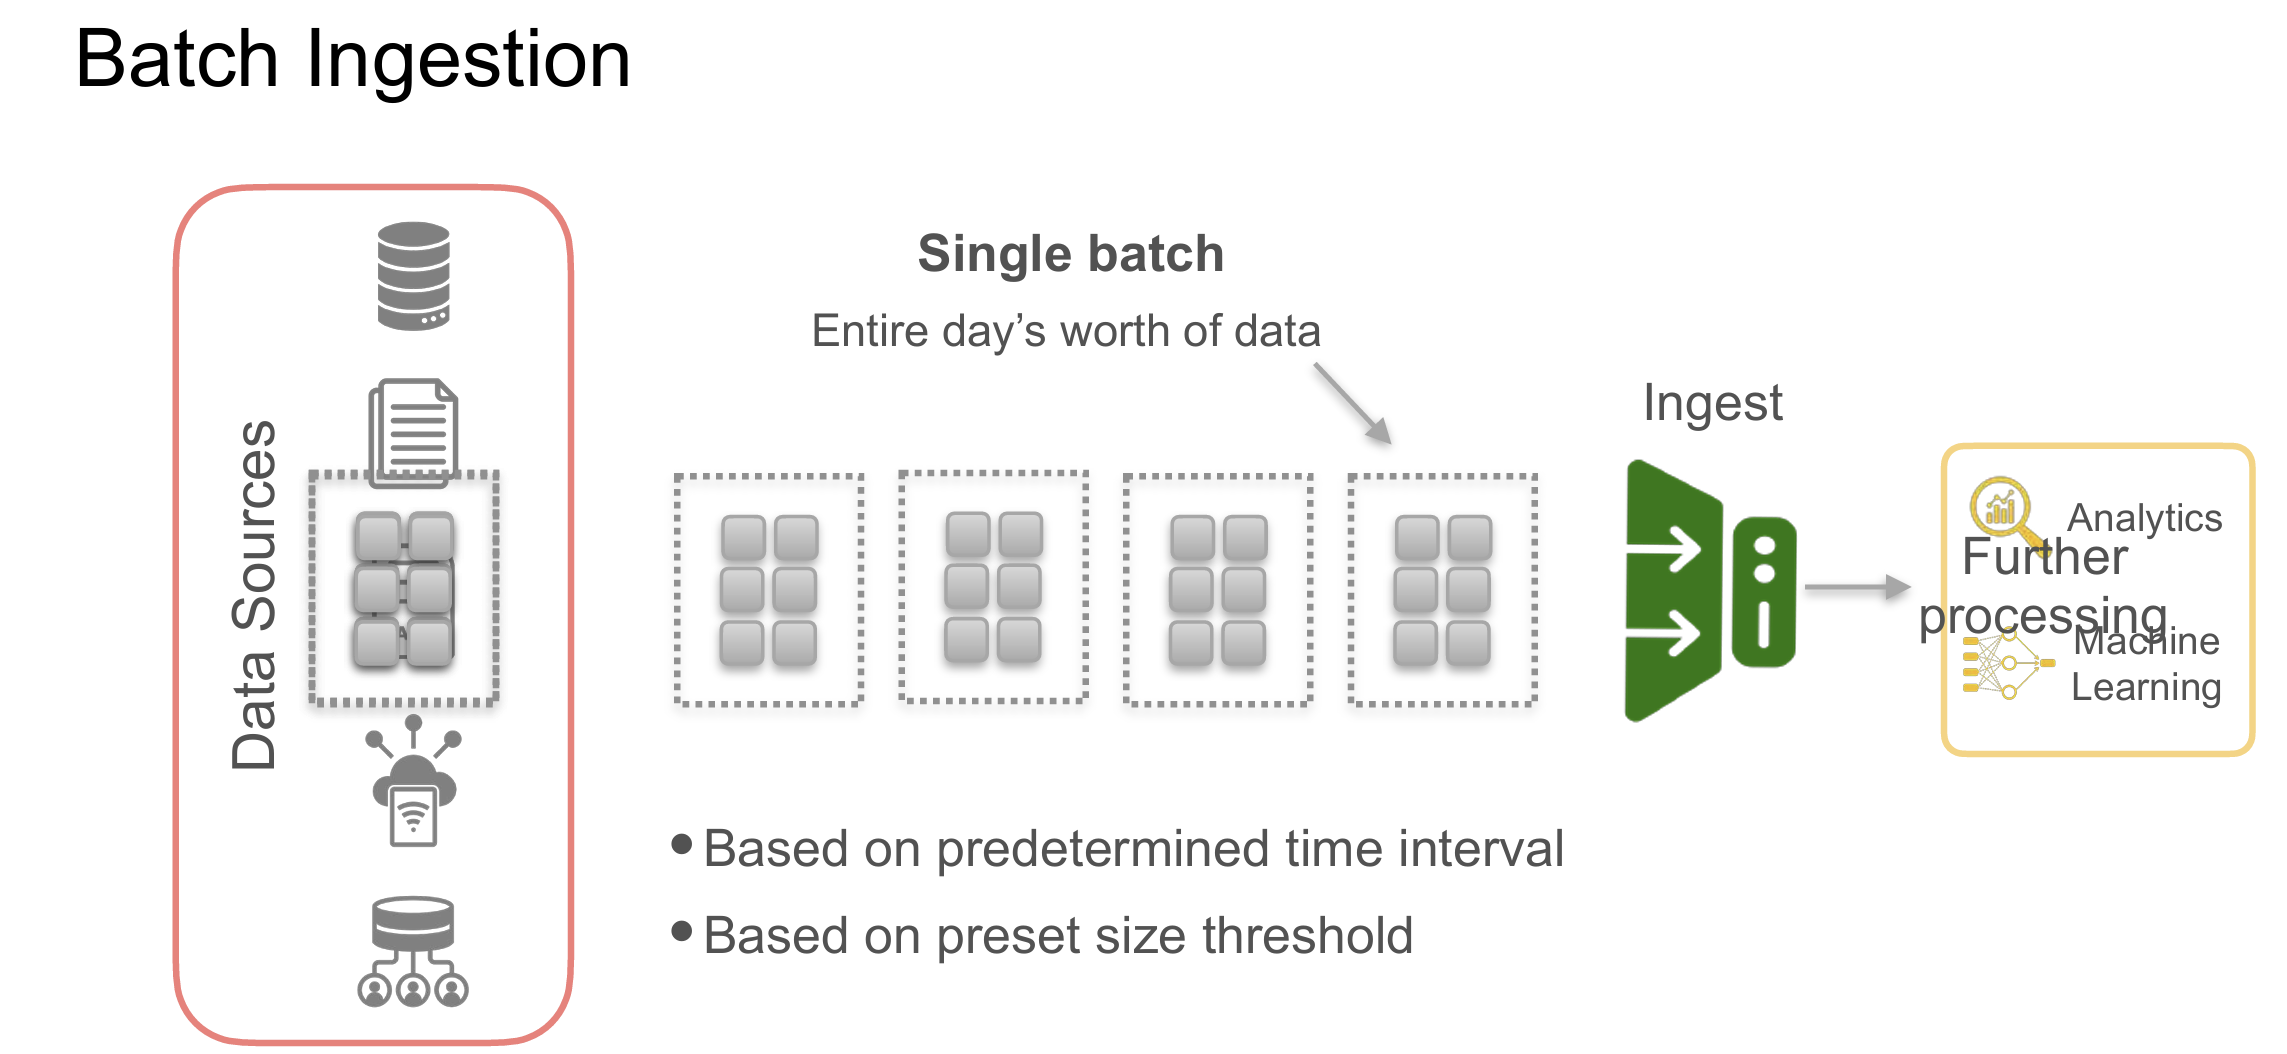 Batch Ingestion
Data Sources
Single batch
Entire day’s worth of data
Ingest
Analytics
Further
processing
Machine
Learning
• Based on predetermined time interval
• Based on preset size threshold